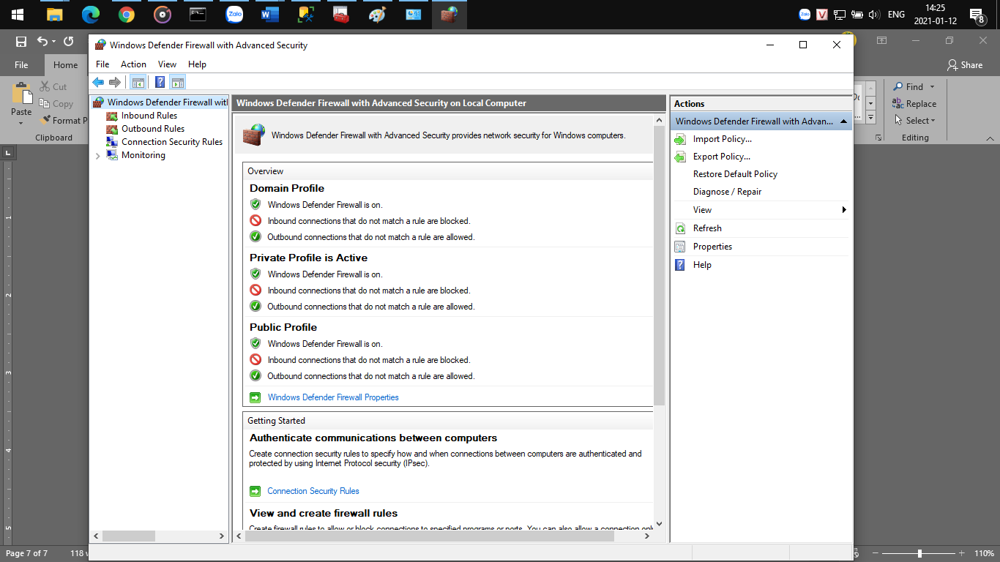 Zalo
W
Zalo
V
ENG
14:25
2021-01-12
8
Windows Defender Firewall with Advanced Security
File Action View Help
File
Home
Share
Paste
Cut
Copy
Format P
Clipboard
Find
Replace
Select
Editing
Windows Defender Firewall wit
Inbound Rules
Outbound Rules
Connection Security Rules
Monitoring
Windows Defender Firewall with Advanced Security on Local Computer
Windows Defender Firewall with Advanced Security provides network security for Windows computers.
Overview
Domain Profile
Windows Defender Firewall is on.
Inbound connections that do not match a rule are blocked.
Outbound connections that do not match a rule are allowed.
Private Profile is Active
Windows Defender Firewall is on.
Inbound connections that do not match a rule are blocked.
Outbound connections that do not match a rule are allowed.
Public Profile
Windows Defender Firewall is on.
Inbound connections that do not match a rule are blocked.
Outbound connections that do not match a rule are allowed.
Windows Defender Firewall Properties
Getting Started
Authenticate communications between computers
Create connection security rules to specify how and when connections between computers are authenticated and
protected by using Internet Protocol security (IPsec).
Connection Security Rules
View and create firewall rules
Create firewall rules to allow or block connections to specified programs or ports. You can also allow a connection only
Actions
Windows Defender Firewall with Advan...
Import Policy...
Export Policy...
Restore Default Policy
Diagnose / Repair
View
Refresh
Properties
Help
1
2
3
4
5
Page 7 of 7
118 w
110%